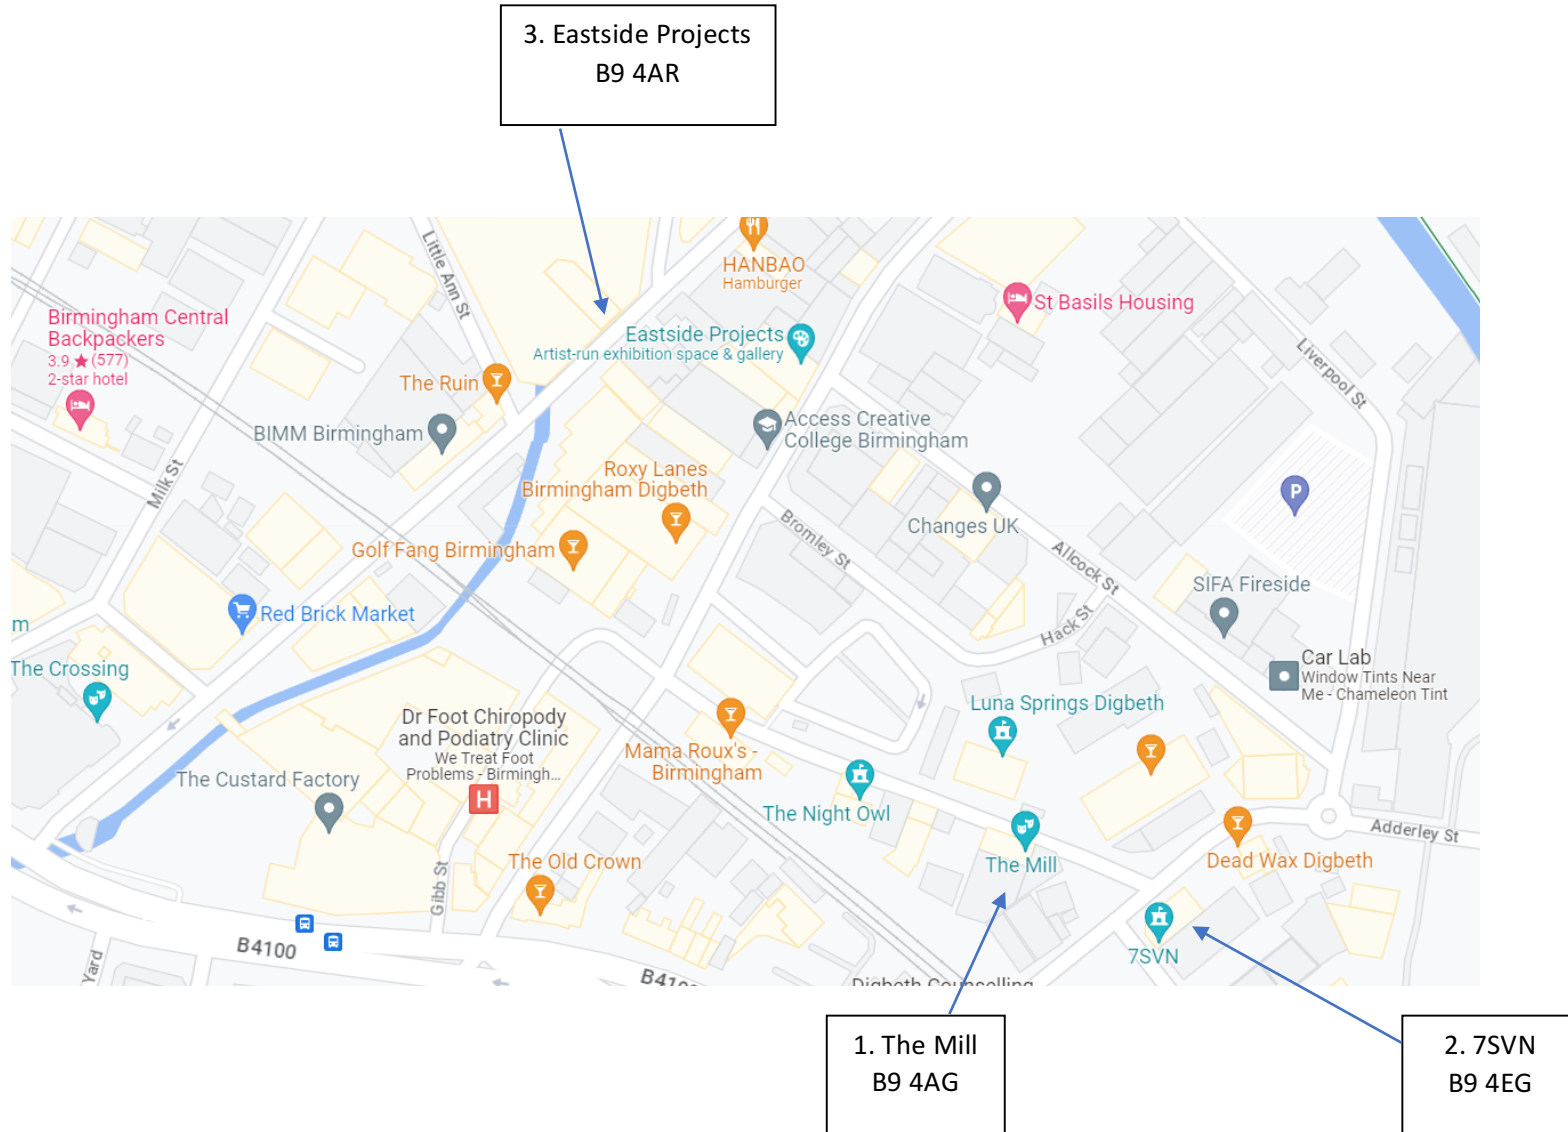 3. Eastside Projects
B9 4AR
HANBAO
Hamburger
Little Ann St
St Basils Housing
Birmingham Central
Backpackers
3.9 ★ (577)
2-star hotel
Eastside Projects
Artist-run exhibition space & gallery
Liverpool St
The Ruin
BIMM Birmingham
Access Creative
College Birmingham
Milk St
Roxy Lanes
Birmingham Digbeth
P
Changes UK
Bromley St
Golf Fang Birmingham
Allcock St
SIFA Fireside
Red Brick Market
m
Hack St
The Crossing
Car Lab
Window Tints Near
Me - Chameleon Tint
Luna Springs Digbeth
Dr Foot Chiropody
and Podiatry Clinic
We Treat Foot
Problems - Birmingh...
H
Mama Roux's -
Birmingham
The Custard Factory
The Night Owl
Adderley St
The Old Crown
The Mill
Dead Wax Digbeth
Gibb St
B4100
7SVN
Yard
B4100
Digbeth Counselling
1. The Mill
B9 4AG
2. 7SVN
B9 4EG